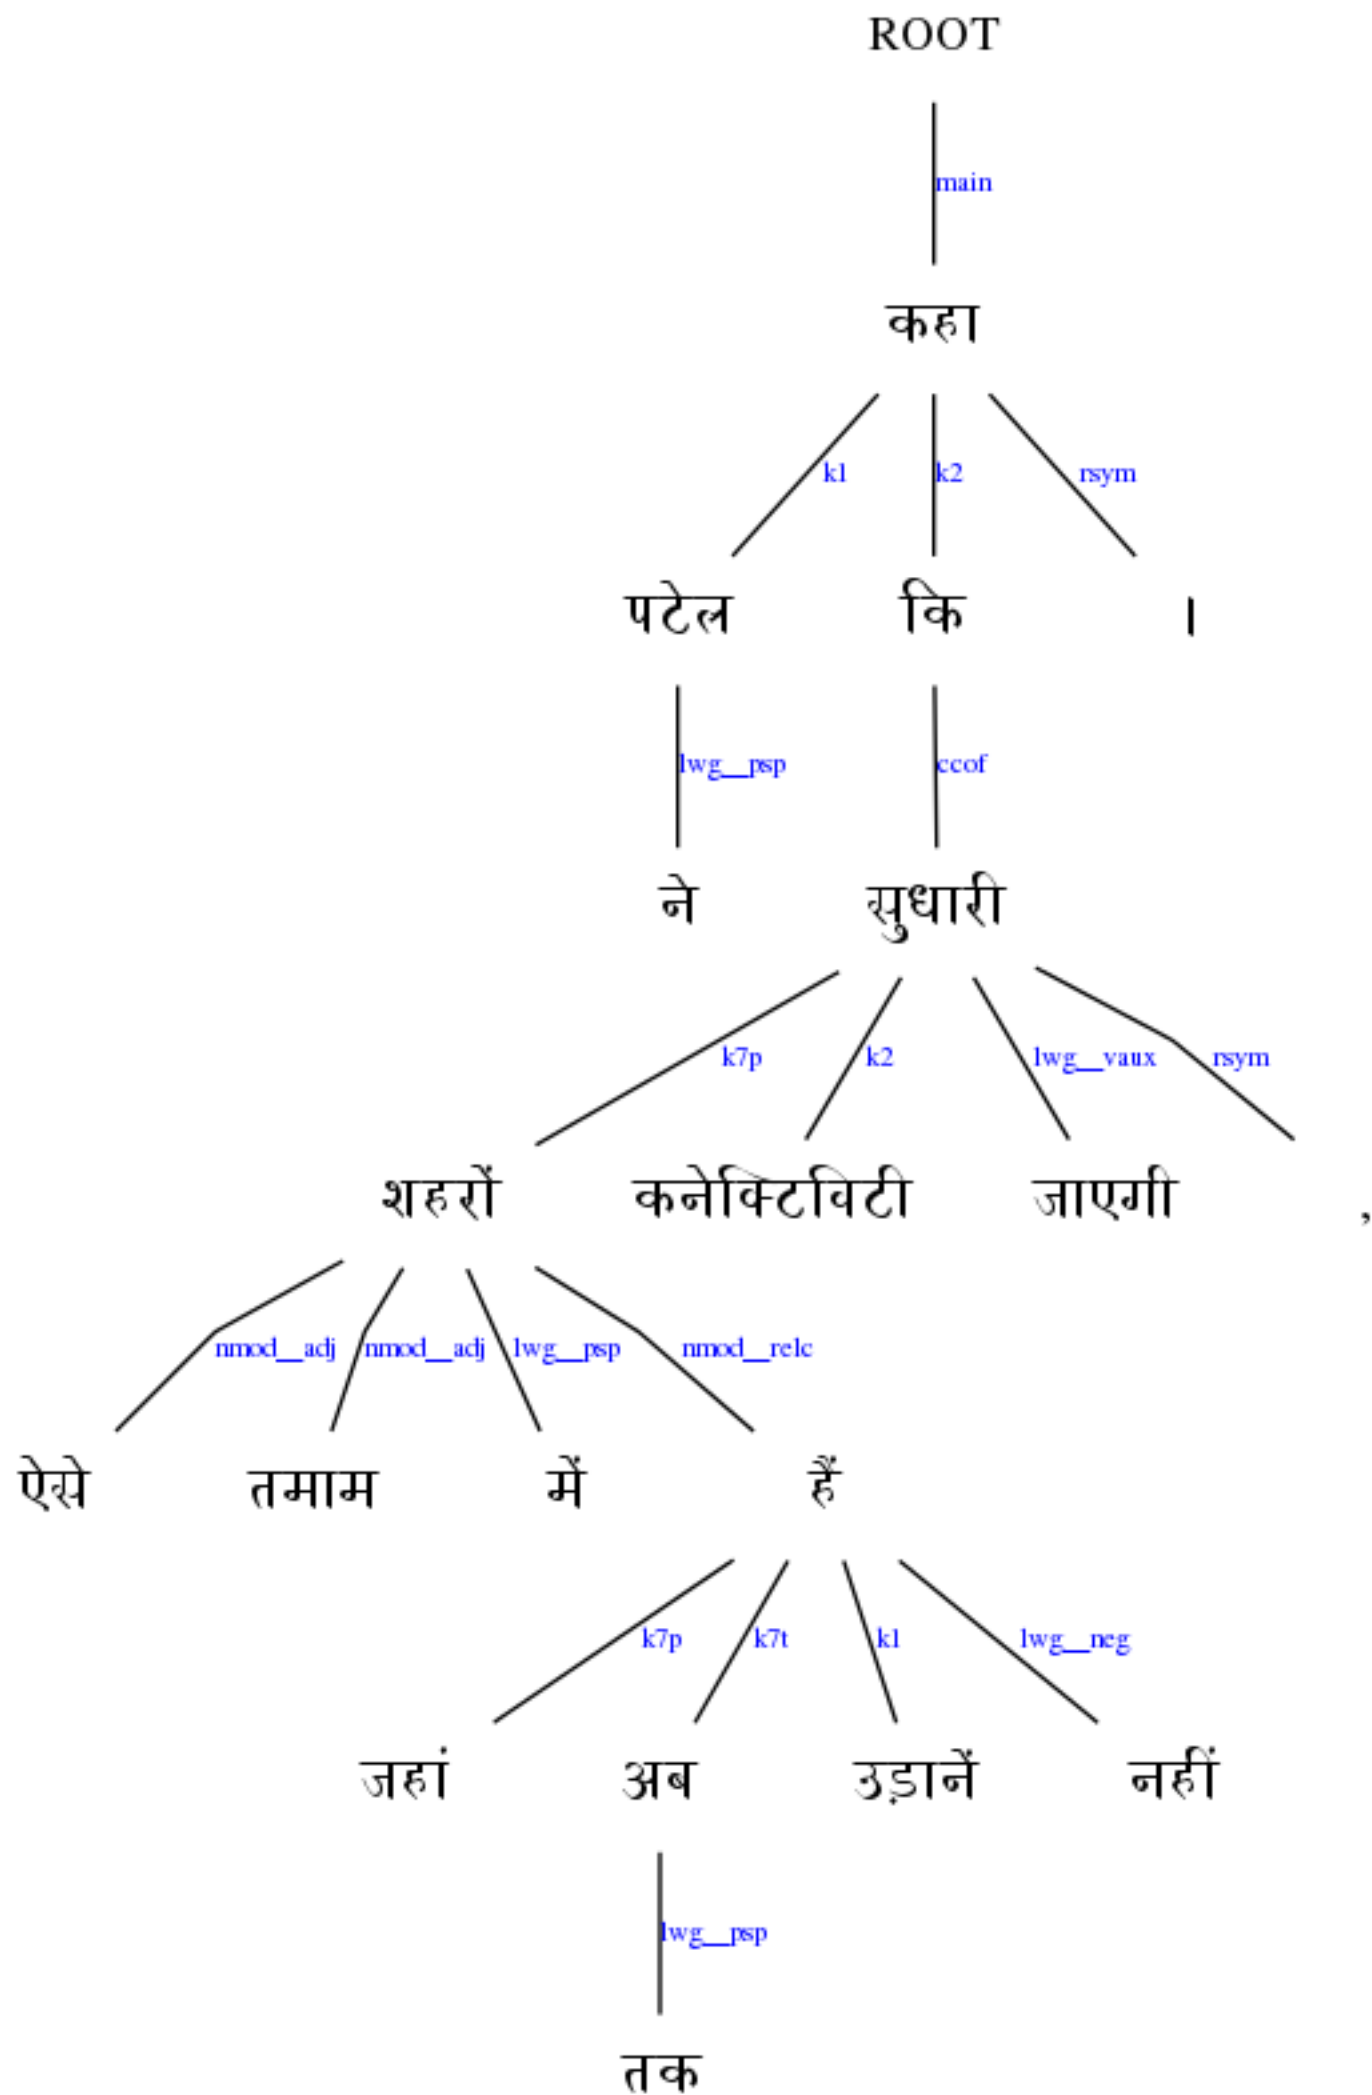 ROOT
main
कहा
k1 k2 rsym
पटेल कि ।
lwg__psp ccof
ने सुधारी
k7p k2 lwg__vaux rsym
शहरों कनेक्टिविटी जाएगी ,
nmod__adj nmod__adj lwg__psp nmod__relc
ऐसे तमाम में हैं
k7p k7t k1 lwg__neg
जहां अब उड़ानें नहीं
lwg__psp
तक